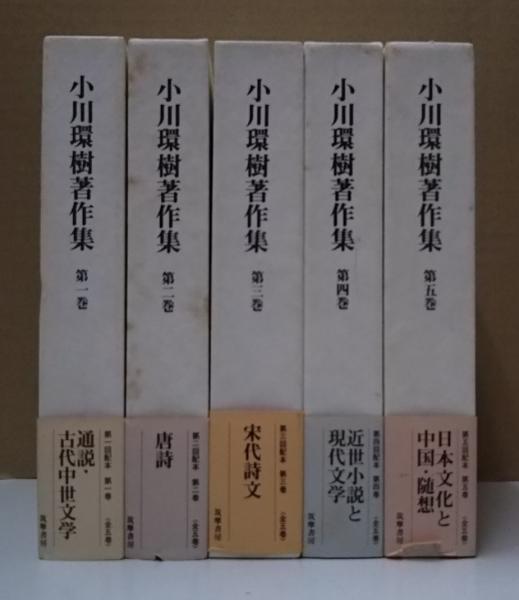 小川環樹著作集 第一巻
第一回配本 第一巻 (全五巻)
通説・
古代中世文学
筑摩書房
小川環樹著作集 第二巻
第二回配本 第二巻 (全五巻)
唐詩
筑摩書房
小川環樹著作集 第三巻
第三回配本 第三巻 (全五巻)
宋代詩文
筑摩書房
小川環樹著作集 第四巻
第四回配本 第四巻 (全五巻)
近世小説と
現代文学
筑摩書房
小川環樹著作集 第五巻
第五回配本 第五巻 (全五巻)
日本文化と
中国・随想
筑摩書房